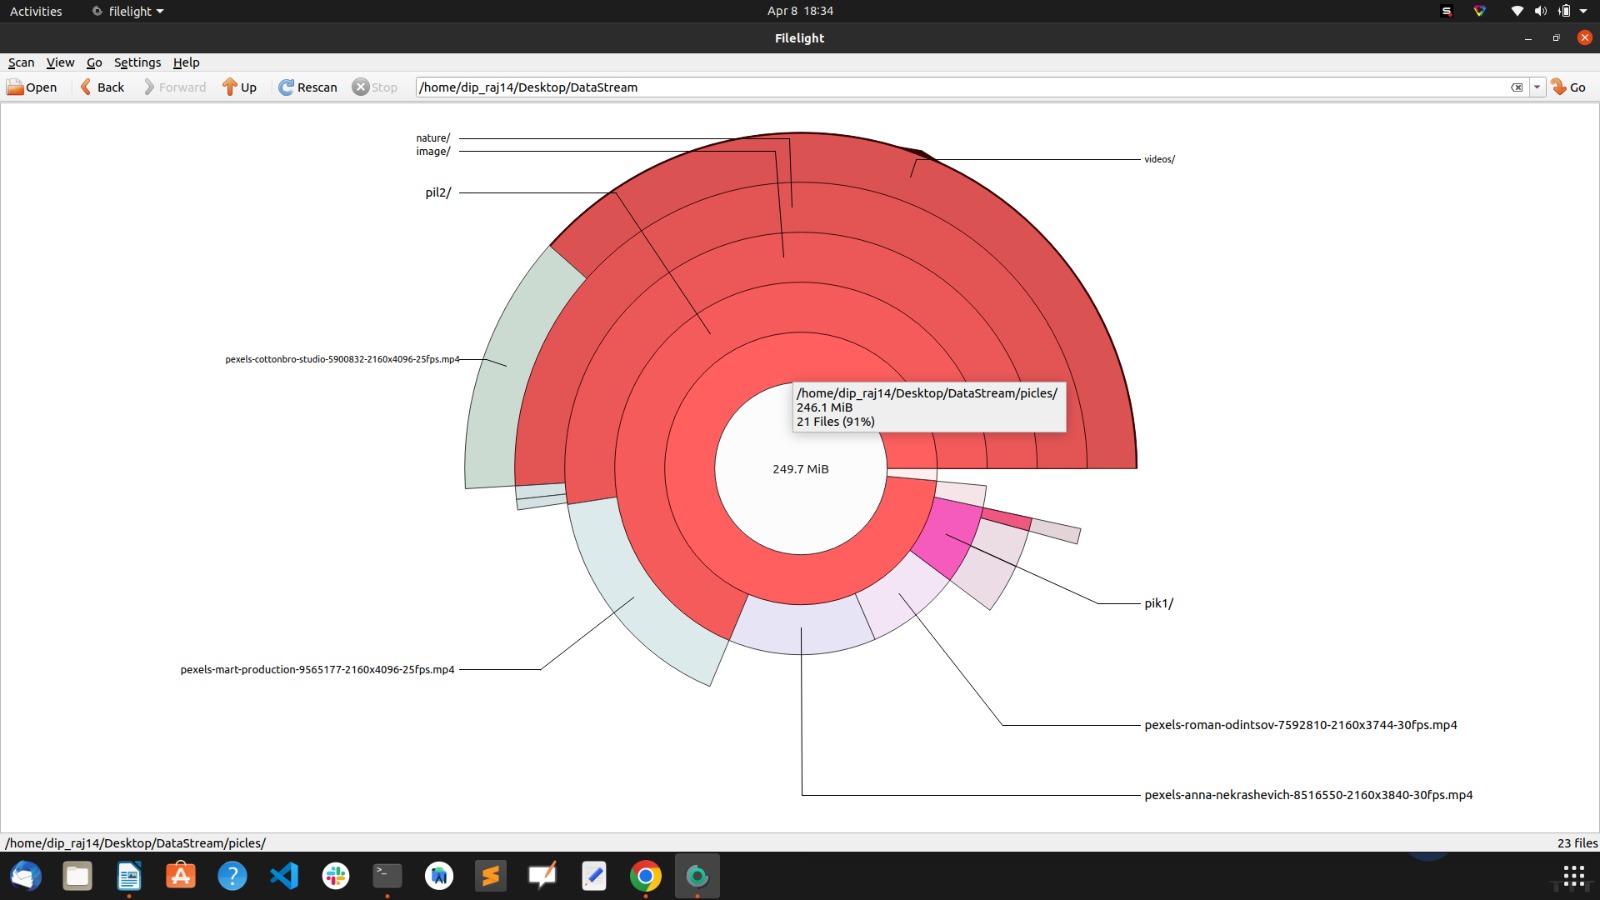 Activities filelight Apr 8 18:34
Filelight
Scan View Go Settings Help
Open Back Forward Up Rescan Stop /home/dip_raj14/Desktop/DataStream Go
nature/
image/
videos/
pil2/
pexels-cottonbro-studio-5900832-2160x4096-25fps.mp4
/home/dip_raj14/Desktop/DataStream/picles/
246.1 MiB
21 Files (91%)
249.7 MiB
pik1/
pexels-mart-production-9565177-2160x4096-25fps.mp4
pexels-roman-odintsov-7592810-2160x3744-30fps.mp4
pexels-anna-nekrashevich-8516550-2160x3840-30fps.mp4
/home/dip_raj14/Desktop/DataStream/picles/ 23 files